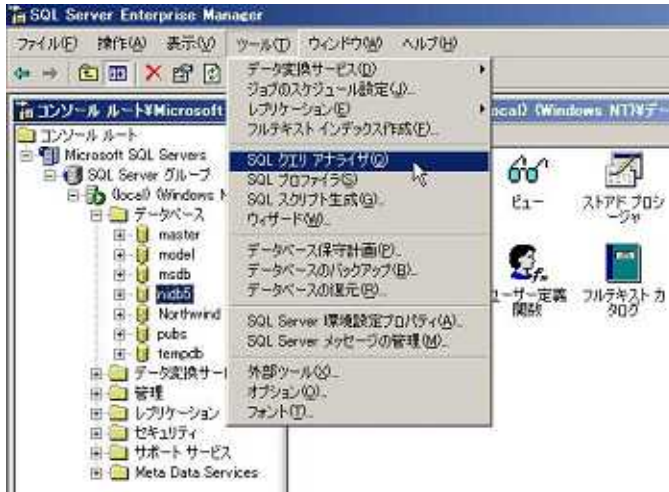 SQL Server Enterprise Manager
ファイル(F) 操作(A) 表示(V) ツール(T) ウィンドウ(W) ヘルプ(H)
データ変換サービス(D)
ジョブのスケジュール設定(J)...
レプリケーション(E)
フルテキスト インデックス作成(F)...
SQL クエリ アナライザ(Q)
SQL プロファイラ(S)
SQL スクリプト生成(G)...
ウィザード(W)...
データベース保守計画(P)...
データベースのバックアップ(B)...
データベースの復元(R)...
SQL Server 環境設定プロパティ(A)...
SQL Server メッセージの管理(M)...
外部ツール(X)...
オプション(O)...
フォント(T)...
コンソール ルート¥Microsoft
ocal) (Windows NT)¥デー
コンソール ルート
Microsoft SQL Servers
SQL Server グループ
(local) (Windows N
データベース
master
model
msdb
nidb5
Northwind
pubs
tempdb
データ変換サー
管理
レプリケーション
セキュリティ
サポート サービス
Meta Data Services
ビュー
ストアド プロシ
ージャ
ユーザー定義
関数
フルテキスト カ
タログ